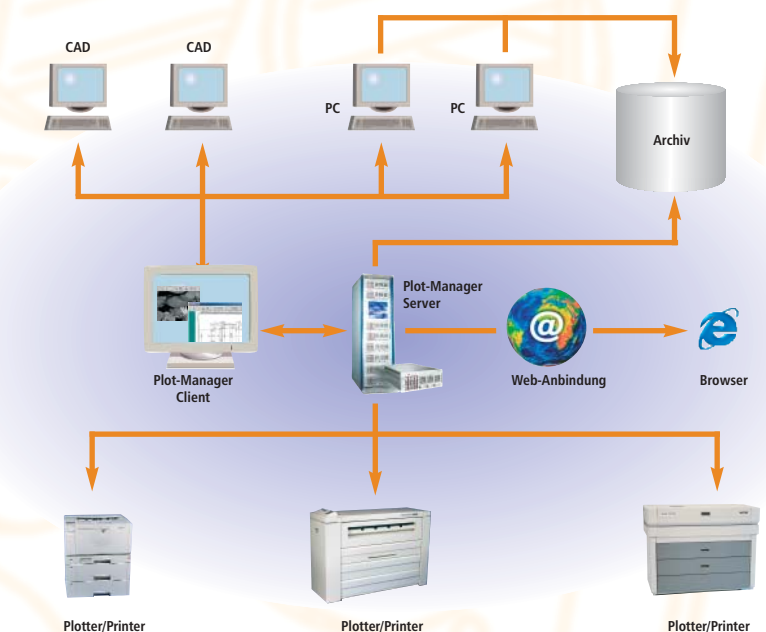 CAD
CAD
PC
PC
Archiv
Plot-Manager
Server
@
Plot-Manager
Client
Web-Anbindung
Browser
Plotter/Printer
Plotter/Printer
Plotter/Printer